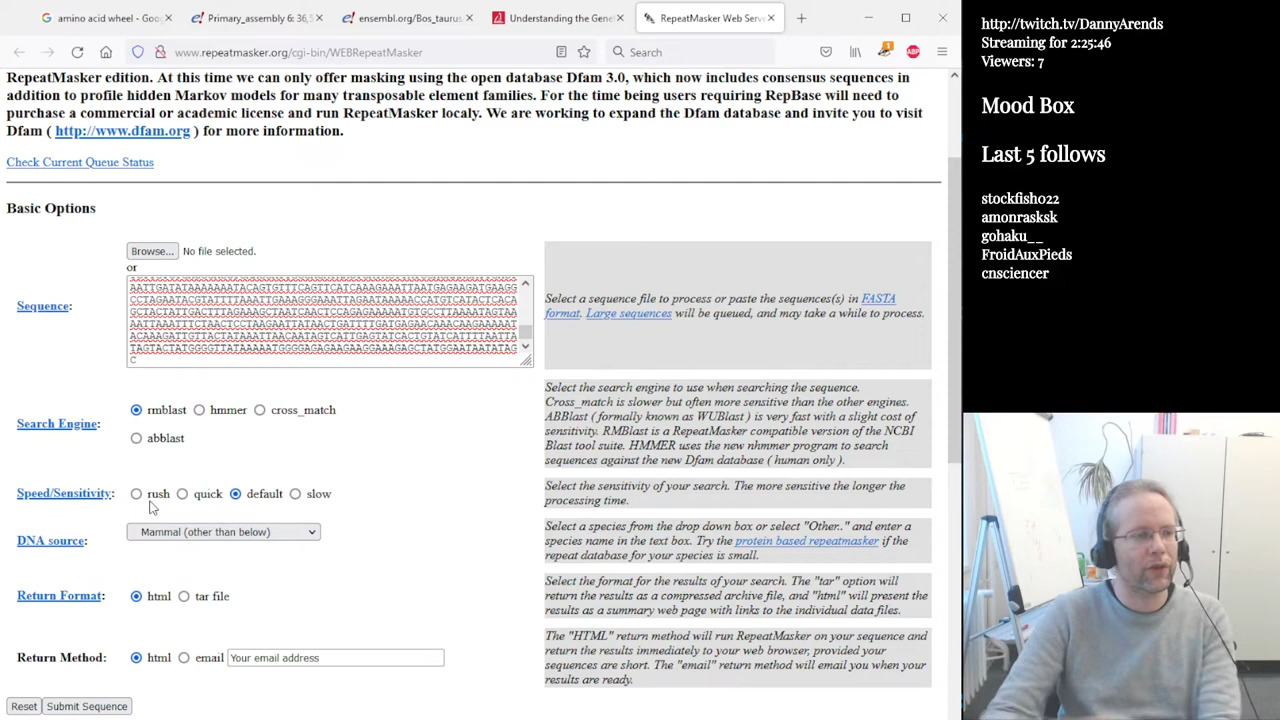 amino acid wheel - Goo
Primary_assembly 6: 36,5
ensembl.org/Bos_taurus
Understanding the Gene
RepeatMasker Web Serve
www.repeatmasker.org/cgi-bin/WEBRepeatMasker
Search
RepeatMasker edition. At this time we can only offer masking using the open database Dfam 3.0, which now includes consensus sequences in
addition to profile hidden Markov models for many transposable element families. For the time being users requiring RepBase will need to
purchase a commercial or academic license and run RepeatMasker localy. We are working to expand the Dfam database and invite you to visit
Dfam ( http://www.dfam.org ) for more information.
Check Current Queue Status
Basic Options
Browse... No file selected.
or
Sequence:
AATTGATATAAAAAAATACAGTGTTTCAGTTCATCAAAGAAATTAATGAGAAGATGAAGG
CCTAGAATACGTATTTTAAATTGAAAGGGAAATTAGAATAAAAACCATGTCATACTCACA
GCTACTATTGACTTTAGAAAGCTAATCAACTCCAGAGAAAAATGTGCCTTAAAATAGTAA
AATTAAATTTCTAACTCCTAAGAATTATAACTGATTTTGATGAGAACAAACAAGAAAATT
ACAAAGATTGTTACTATAAATTAACAATAGTCATTGAGTATCACTGTATCATTTTAATTA
TAGTACTATGGGGTTATAAAAATGGGGAGAGAAGAAGGAAAGAGCTATGGAATAATATAG
C
Select a sequence file to process or paste the sequences(s) in FASTA
format. Large sequences will be queued, and may take a while to process.
Search Engine:
rmblast hmmer cross_match
abblast
Select the search engine to use when searching the sequence.
Cross_match is slower but often more sensitive than the other engines.
ABBlast ( formally known as WUBlast ) is very fast with a slight cost of
sensitivity. RMBlast is a RepeatMasker compatible version of the NCBI
Blast tool suite. HMMER uses the new nhmmer program to search
sequences against the new Dfam database ( human only ).
Speed/Sensitivity:
rush quick default slow
Select the sensitivity of your search. The more sensitive the longer the
processing time.
DNA source:
Mammal (other than below)
Select a species from the drop down box or select "Other.." and enter a
species name in the text box. Try the protein based repeatmasker if the
repeat database for your species is small.
Return Format:
html tar file
Select the format for the results of your search. The "tar" option will
return the results as a compressed archive file, and "html" will present the
results as a summary web page with links to the individual data files.
Return Method:
html email Your email address
The "HTML" return method will run RepeatMasker on your sequence and
return the results immediately to your web browser, provided your
sequences are short. The "email" return method will email you when your
results are ready.
Reset Submit Sequence
http://twitch.tv/DannyArends
Streaming for 2:25:46
Viewers: 7
Mood Box
Last 5 follows
stockfish022
amonrasksk
gohaku__
FroidAuxPieds
cnsciencer